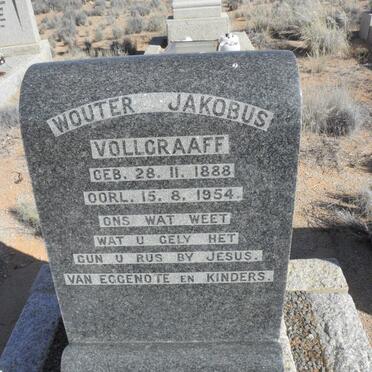 WOUTER JAKOBUS
VOLLGRAAFF
GEB. 28. 11. 1888
OORL. 15. 8. 1954.
ONS WAT WEET
WAT U GELY HET
GUN U RUS BY JESUS.
VAN EGGENOTE EN KINDERS.